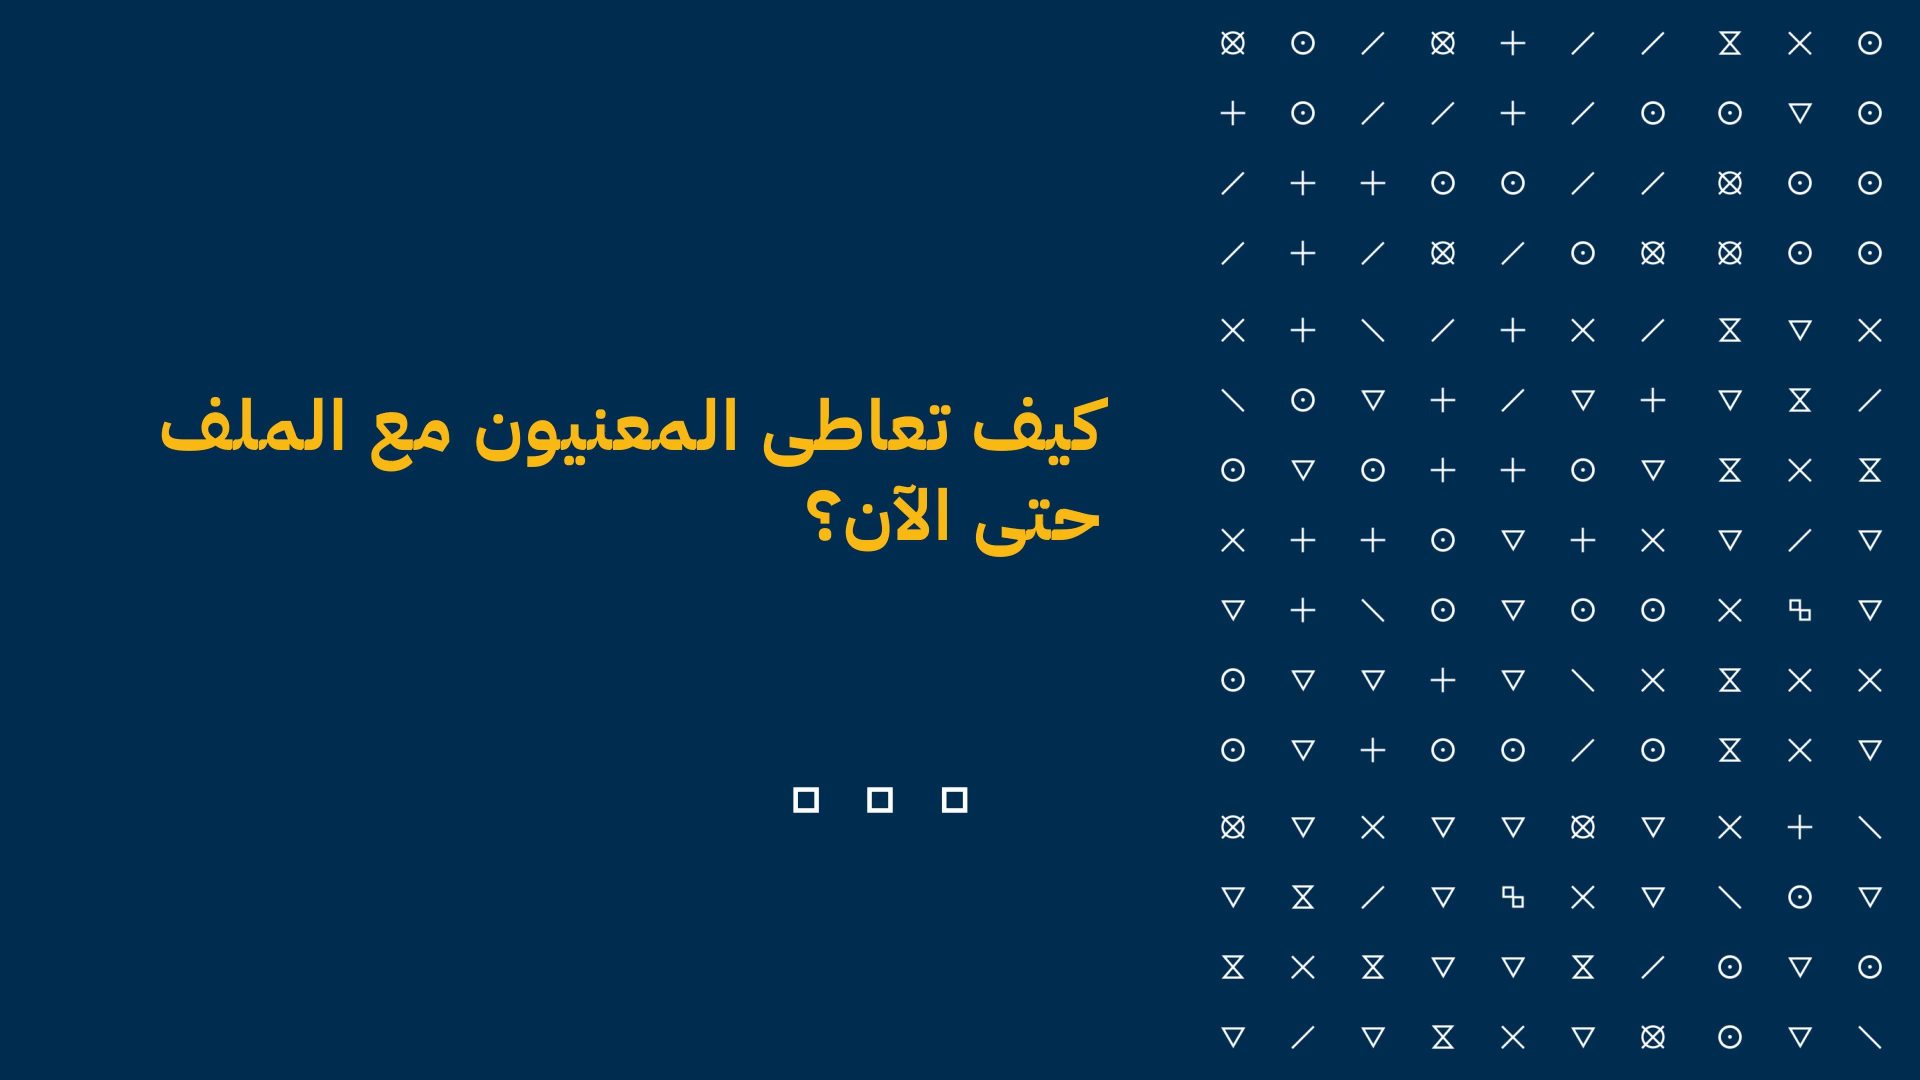 كيف تعاطى المعنيون مع الملف
حتى الآن؟